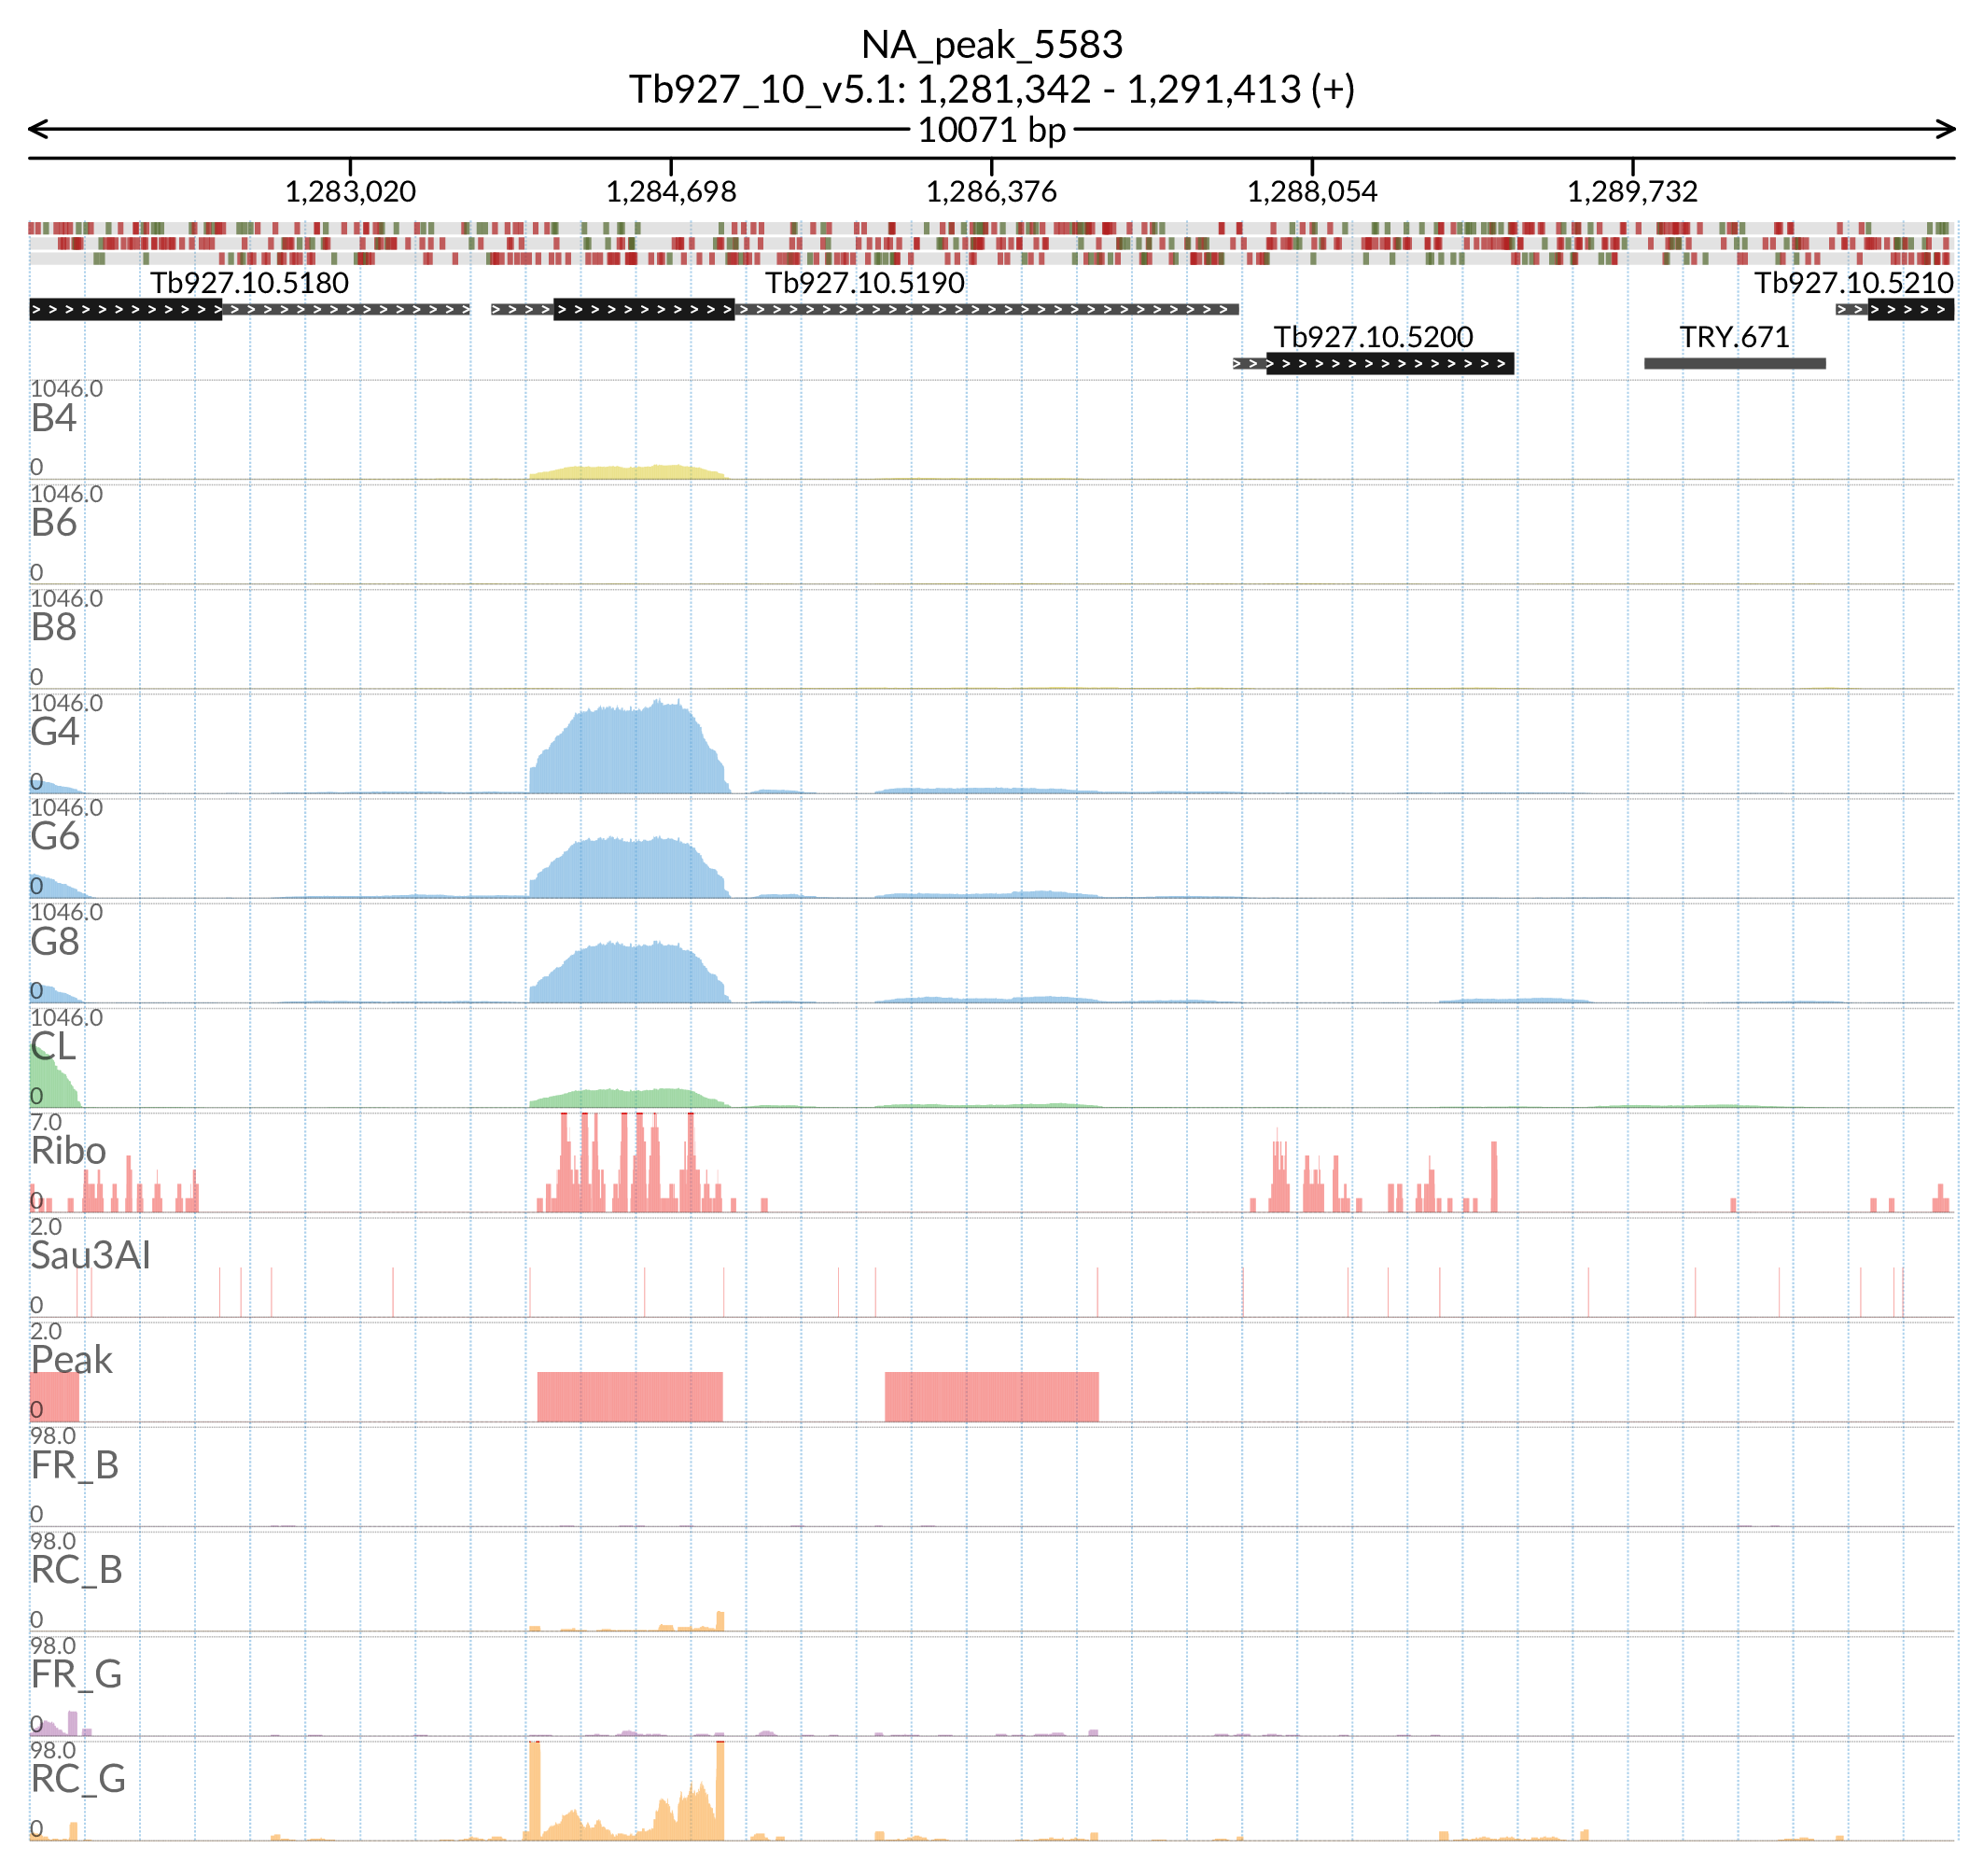 NA_peak_5583
Tb927_10_v5.1: 1,281,342 - 1,291,413 (+)
10071 bp
1,283,020 1,284,698 1,286,376 1,288,054 1,289,732
Tb927.10.5180 Tb927.10.5190 Tb927.10.5210
Tb927.10.5200 TRY.671
1046.0
B4
0
1046.0
B6
0
1046.0
B8
0
1046.0
G4
0
1046.0
G6
0
1046.0
G8
0
1046.0
CL
0
7.0
Ribo
0
2.0
Sau3AI
0
2.0
Peak
0
98.0
FR_B
0
98.0
RC_B
0
98.0
FR_G
0
98.0
RC_G
0